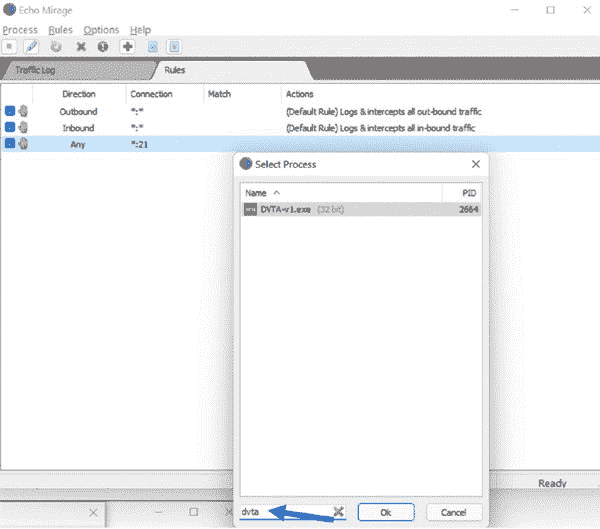 Echo Mirage
Process Rules Options Help
Traffic Log Rules
Direction Connection Match Actions
Outbound *:* (Default Rule) Logs & intercepts all out-bound traffic
Inbound *:* (Default Rule) Logs & intercepts all in-bound traffic
Any *:21
Select Process
Name PID
DVTA-v1.exe (32 bit) 2664
Ready
dvta Ok Cancel